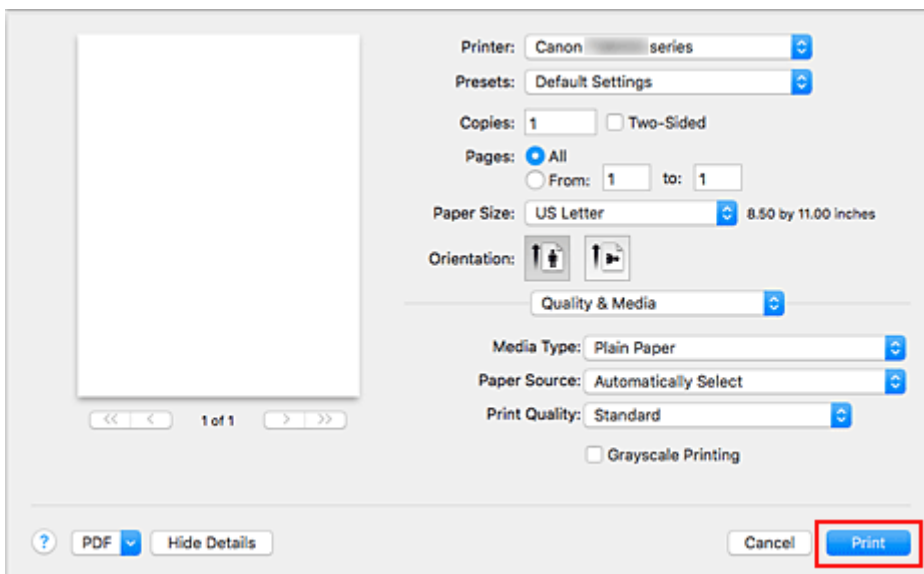 Printer: Canon series
Presets: Default Settings
Copies: 1 Two-Sided
Pages: All
From: 1 to: 1
Paper Size: US Letter 8.50 by 11.00 inches
Orientation:
Quality & Media
Media Type: Plain Paper
Paper Source: Automatically Select
Print Quality: Standard
Grayscale Printing
<< < 1 of 1 > >>
? PDF Hide Details Cancel Print